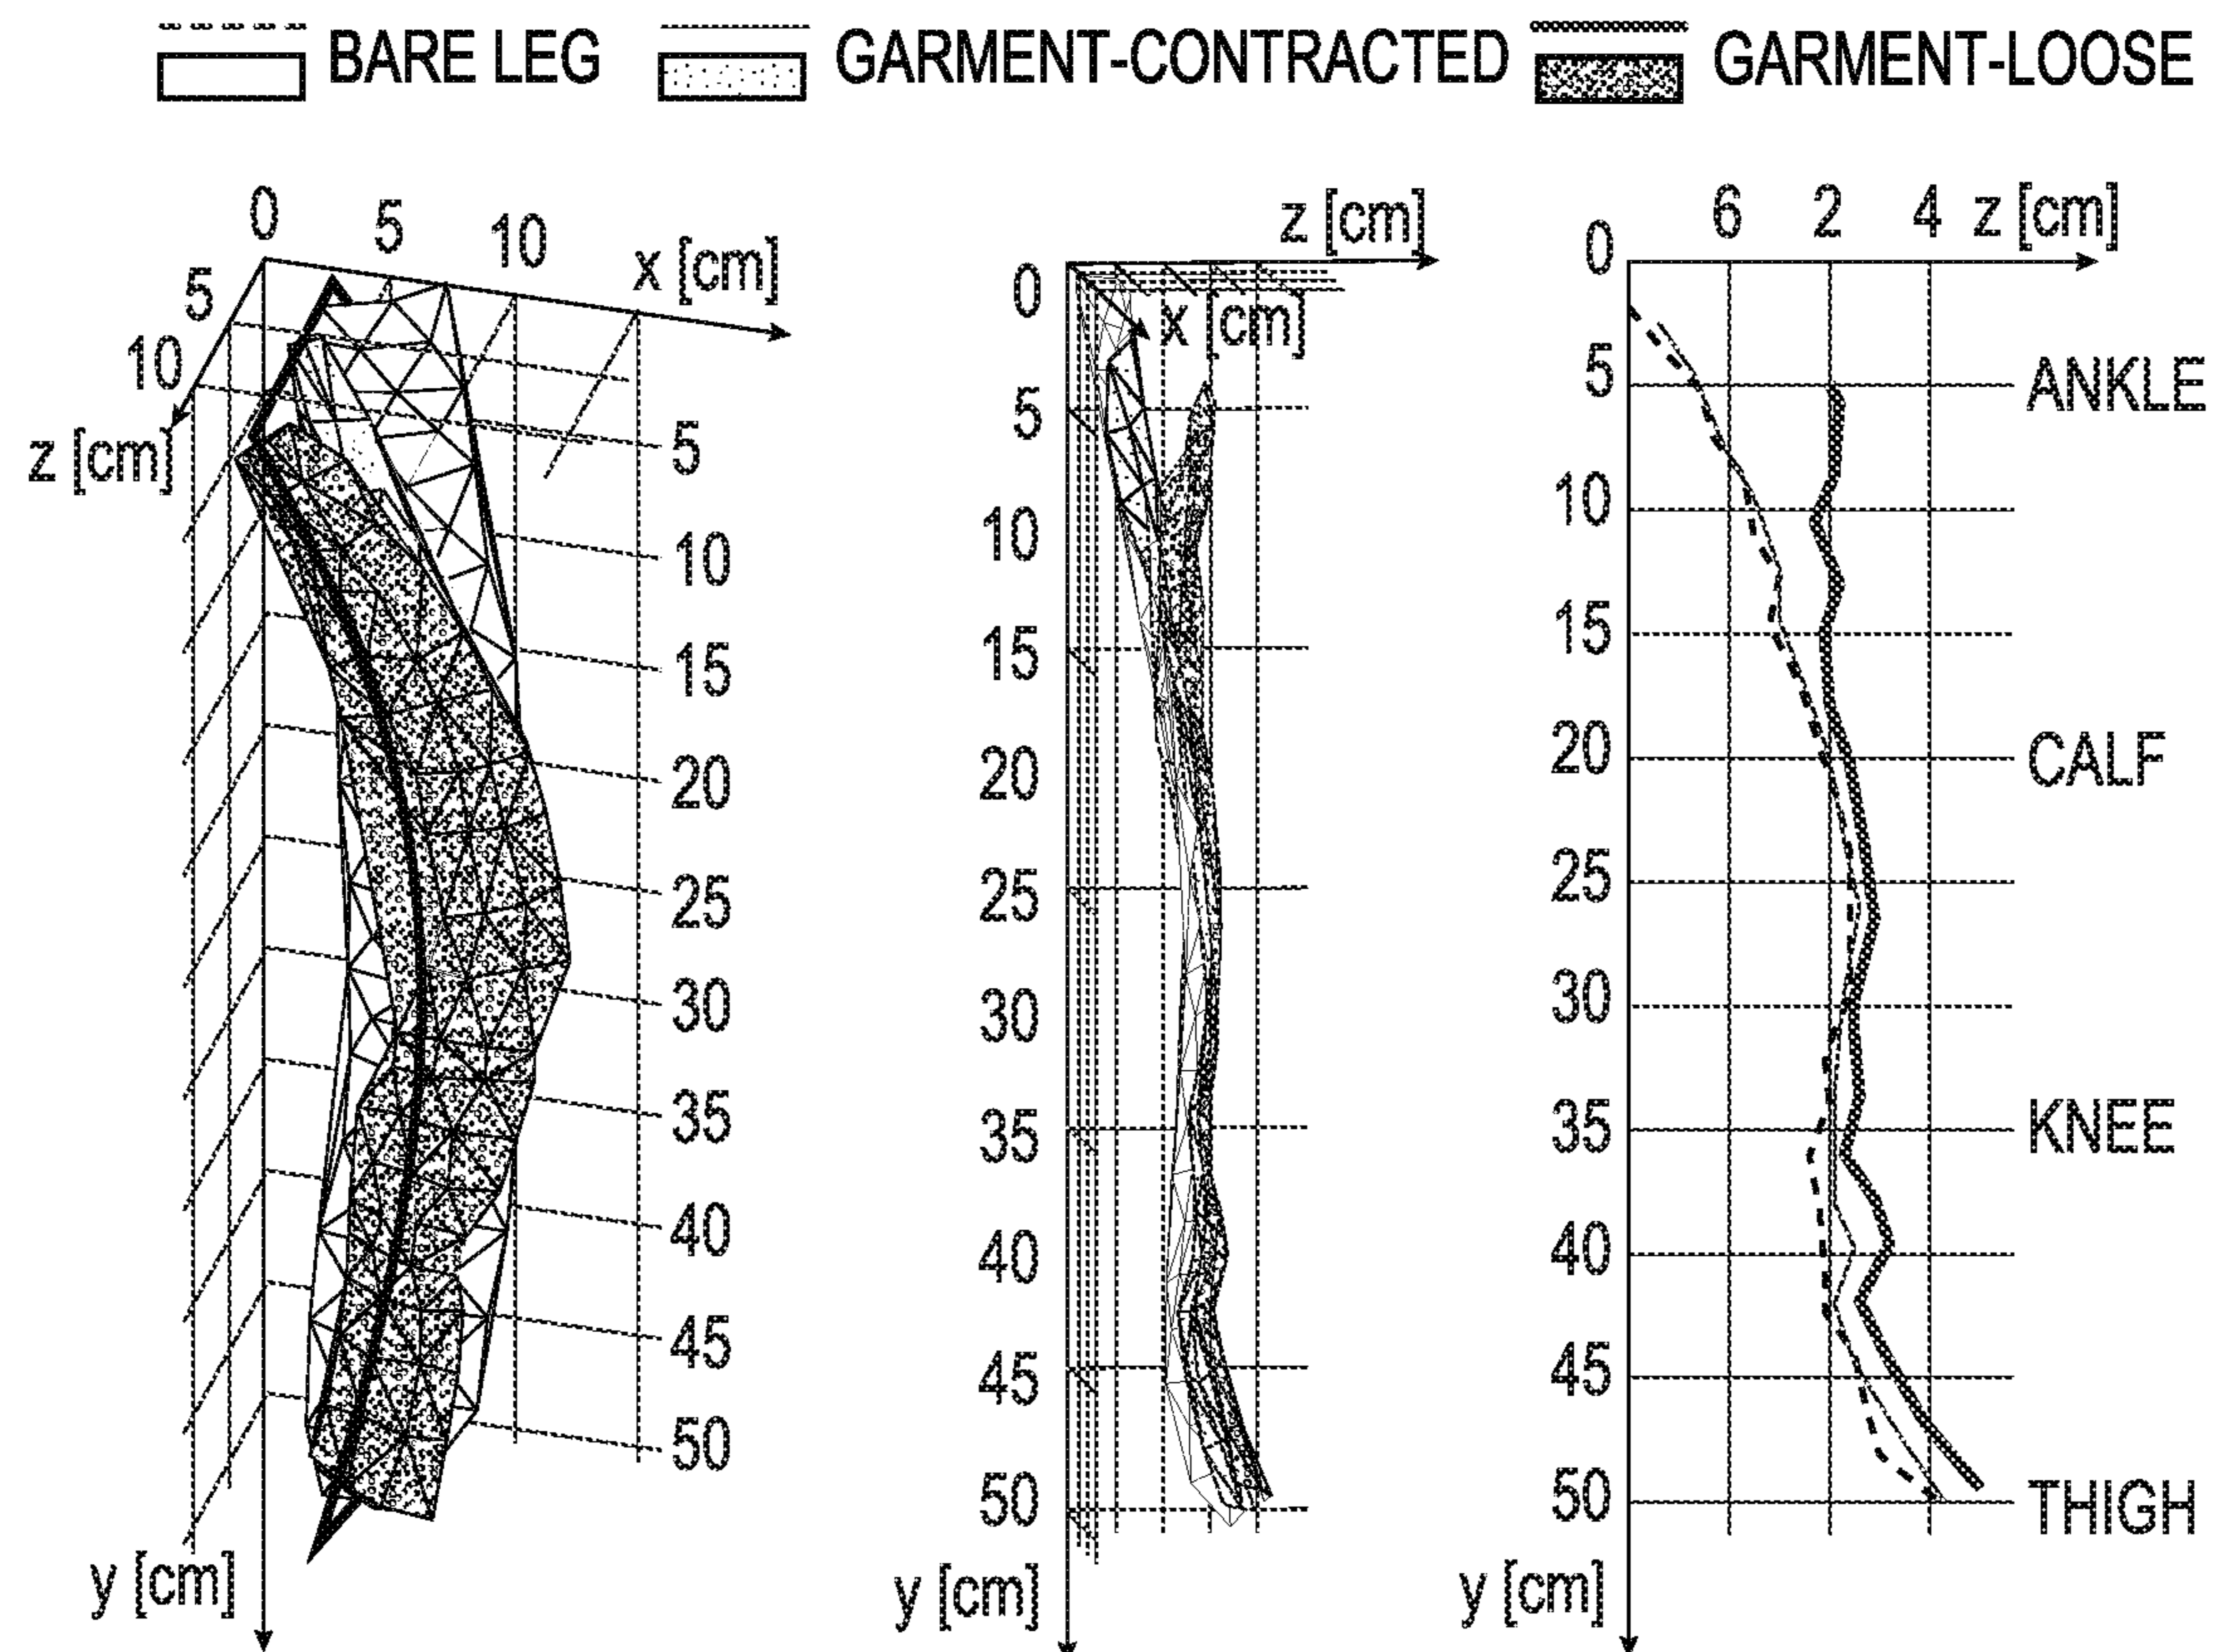 BARE LEG GARMENT-CONTRACTED GARMENT-LOOSE
0 5 10 x [cm]
5
10
z [cm]
5
10
15
20
25
30
35
40
45
50
y [cm]
z [cm]
0
x [cm]
5
10
15
20
25
30
35
40
45
50
y [cm]
6 2 4 z [cm]
0
5 ANKLE
10
15
20 CALF
25
30
35 KNEE
40
45
50 THIGH
y [cm]